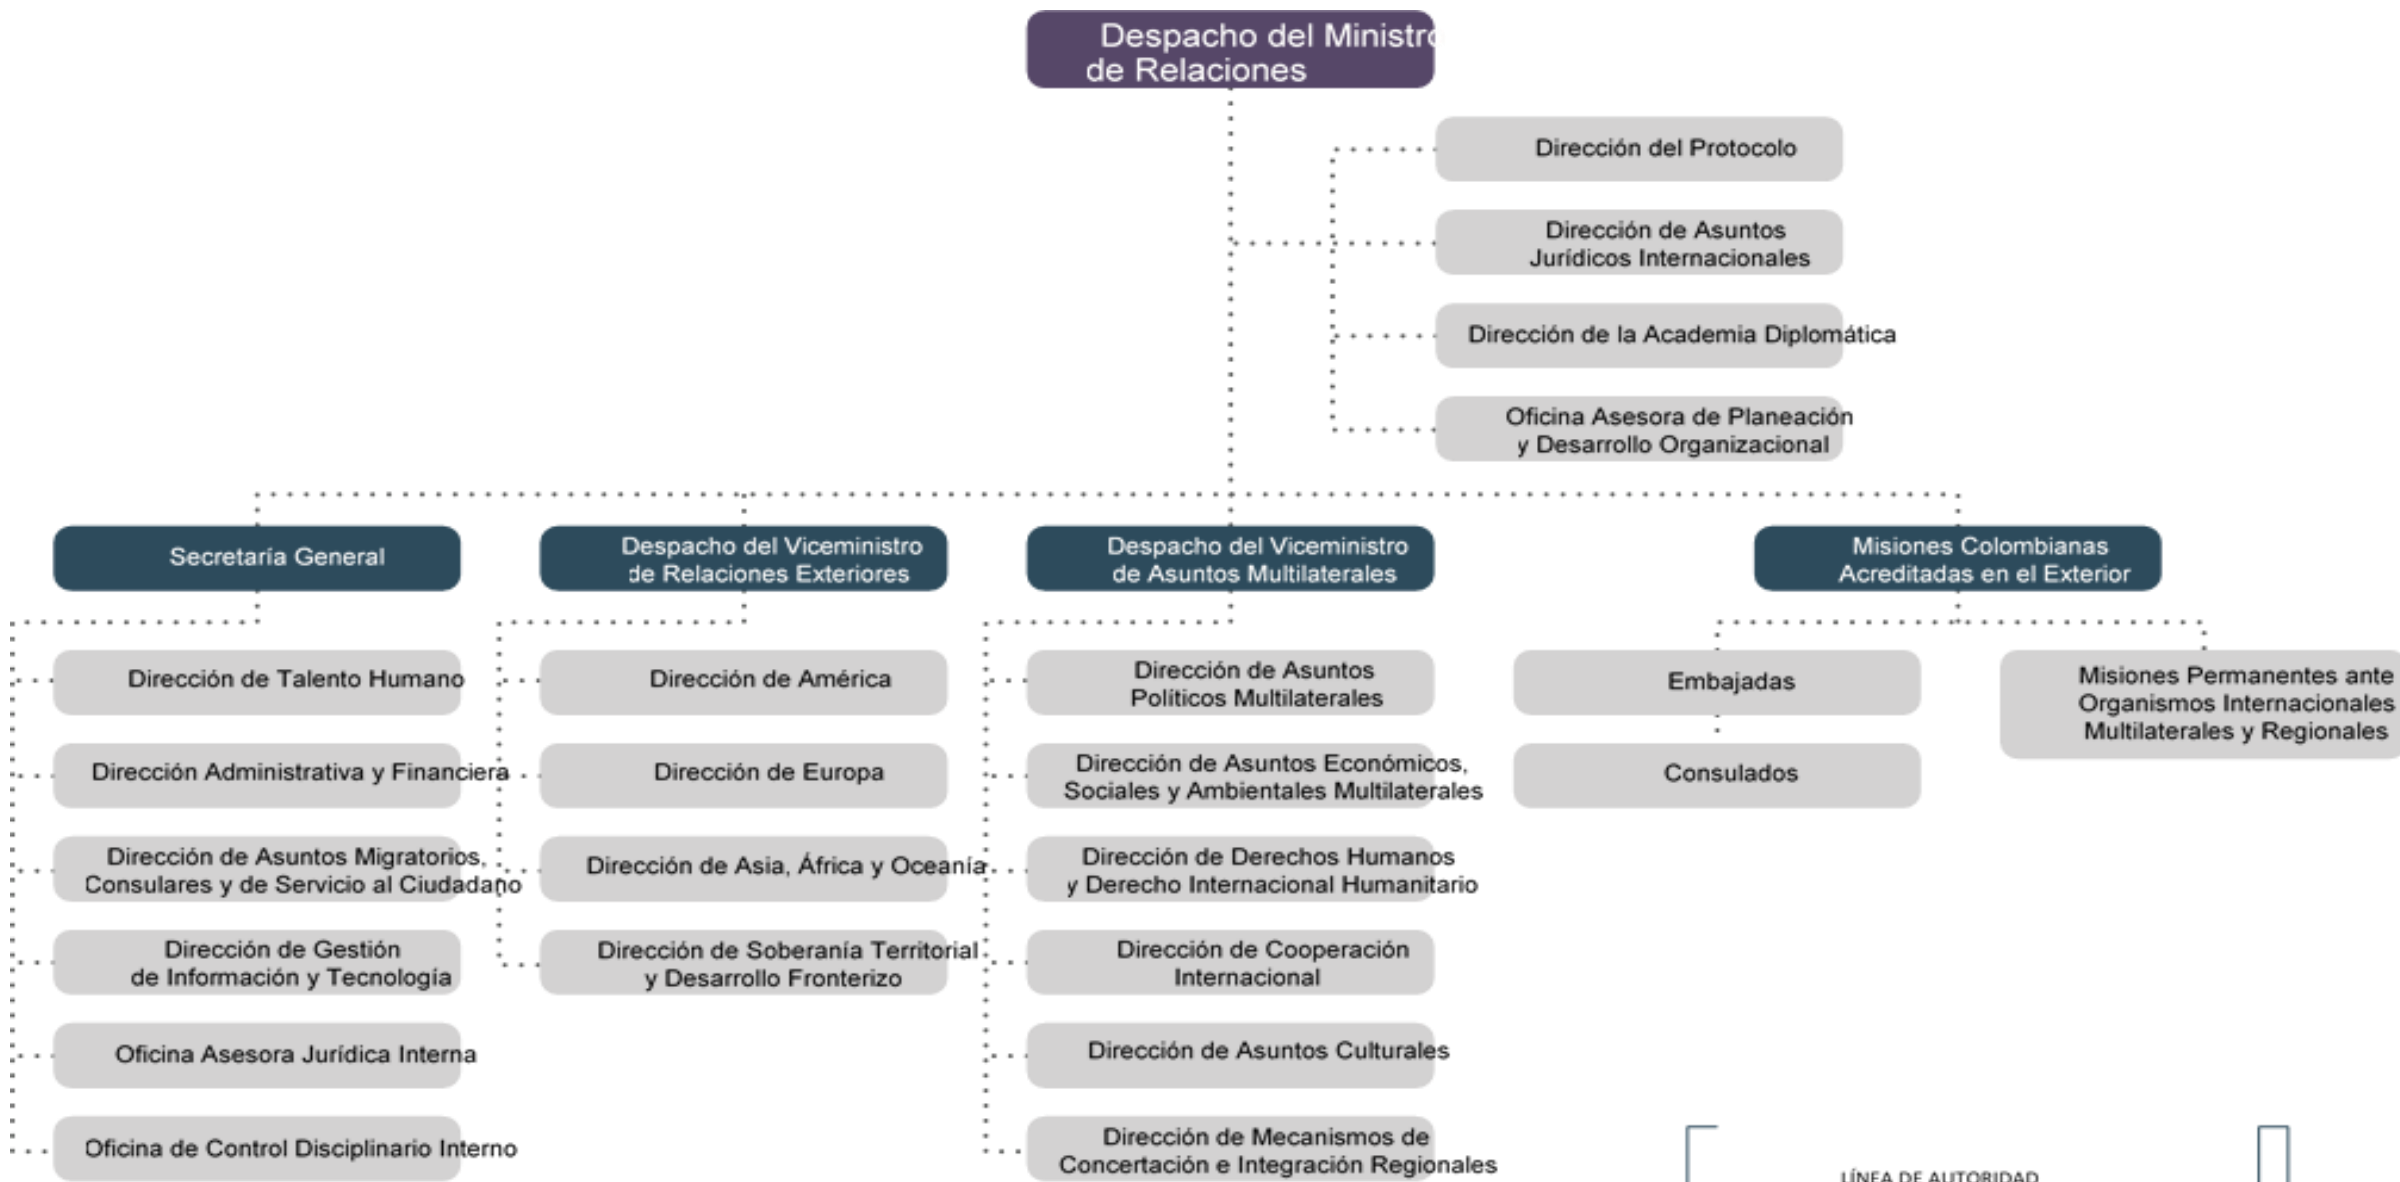 Despacho del Ministro
de Relaciones
Dirección del Protocolo
Dirección de Asuntos
Jurídicos Internacionales
Dirección de la Academia Diplomática
Oficina Asesora de Planeación
y Desarrollo Organizacional
Secretaría General
Despacho del Viceministro
de Relaciones Exteriores
Despacho del Viceministro
de Asuntos Multilaterales
Misiones Colombianas
Acreditadas en el Exterior
Dirección de Talento Humano
Dirección Administrativa y Financiera
Dirección de Asuntos Migratorios,
Consulares y de Servicio al Ciudadano
Dirección de Gestión
de Información y Tecnología
Oficina Asesora Jurídica Interna
Oficina de Control Disciplinario Interno
Dirección de América
Dirección de Europa
Dirección de Asia, África y Oceanía
Dirección de Soberanía Territorial
y Desarrollo Fronterizo
Dirección de Asuntos
Políticos Multilaterales
Dirección de Asuntos Económicos,
Sociales y Ambientales Multilaterales
Dirección de Derechos Humanos
y Derecho Internacional Humanitario
Dirección de Cooperación
Internacional
Dirección de Asuntos Culturales
Dirección de Mecanismos de
Concertación e Integración Regionales
Embajadas
Consulados
Misiones Permanentes ante
Organismos Internacionales
Multilaterales y Regionales
LÍNEA DE AUTORIDAD